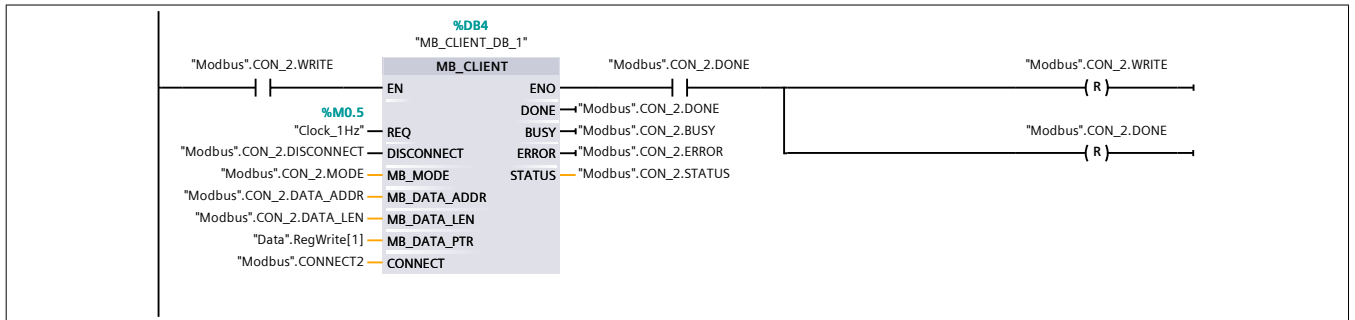 %DB4
"MB_CLIENT_DB_1"
"Modbus".CON_2.WRITE MB_CLIENT "Modbus".CON_2.DONE "Modbus".CON_2.WRITE
EN ENO R
%M0.5 DONE "Modbus".CON_2.DONE
"Clock_1Hz" REQ BUSY "Modbus".CON_2.BUSY "Modbus".CON_2.DONE
"Modbus".CON_2.DISCONNECT DISCONNECT ERROR "Modbus".CON_2.ERROR R
"Modbus".CON_2.MODE MB_MODE STATUS "Modbus".CON_2.STATUS
"Modbus".CON_2.DATA_ADDR MB_DATA_ADDR
"Modbus".CON_2.DATA_LEN MB_DATA_LEN
"Data".RegWrite[1] MB_DATA_PTR
"Modbus".CONNECT2 CONNECT